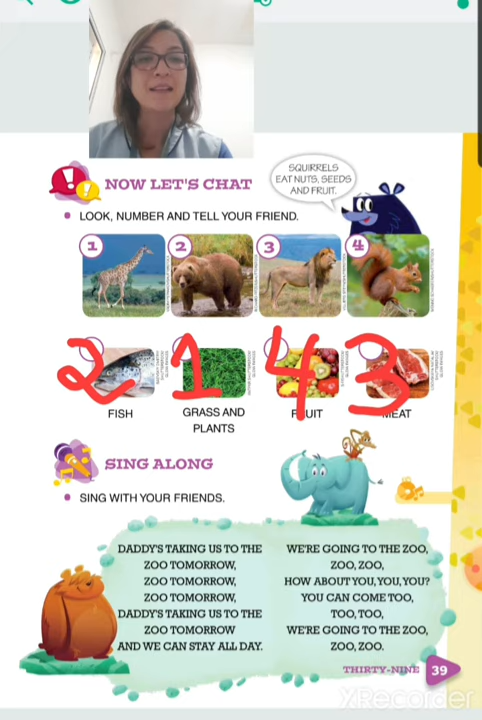 NOW LET'S CHAT
SQUIRRELS
EAT NUTS, SEEDS
AND FRUIT.
LOOK, NUMBER AND TELL YOUR FRIEND.
1 2 3 4
2 1 4 3
FISH
GRASS AND
PLANTS
FRUIT
MEAT
SING ALONG
SING WITH YOUR FRIENDS.
DADDY'S TAKING US TO THE
ZOO TOMORROW,
ZOO TOMORROW,
ZOO TOMORROW,
DADDY'S TAKING US TO THE
ZOO TOMORROW
AND WE CAN STAY ALL DAY.
WE'RE GOING TO THE ZOO,
ZOO, ZOO,
HOW ABOUT YOU, YOU, YOU?
YOU CAN COME TOO,
TOO, TOO,
WE'RE GOING TO THE ZOO,
ZOO, ZOO.
THIRTY-NINE 39
XRecorder